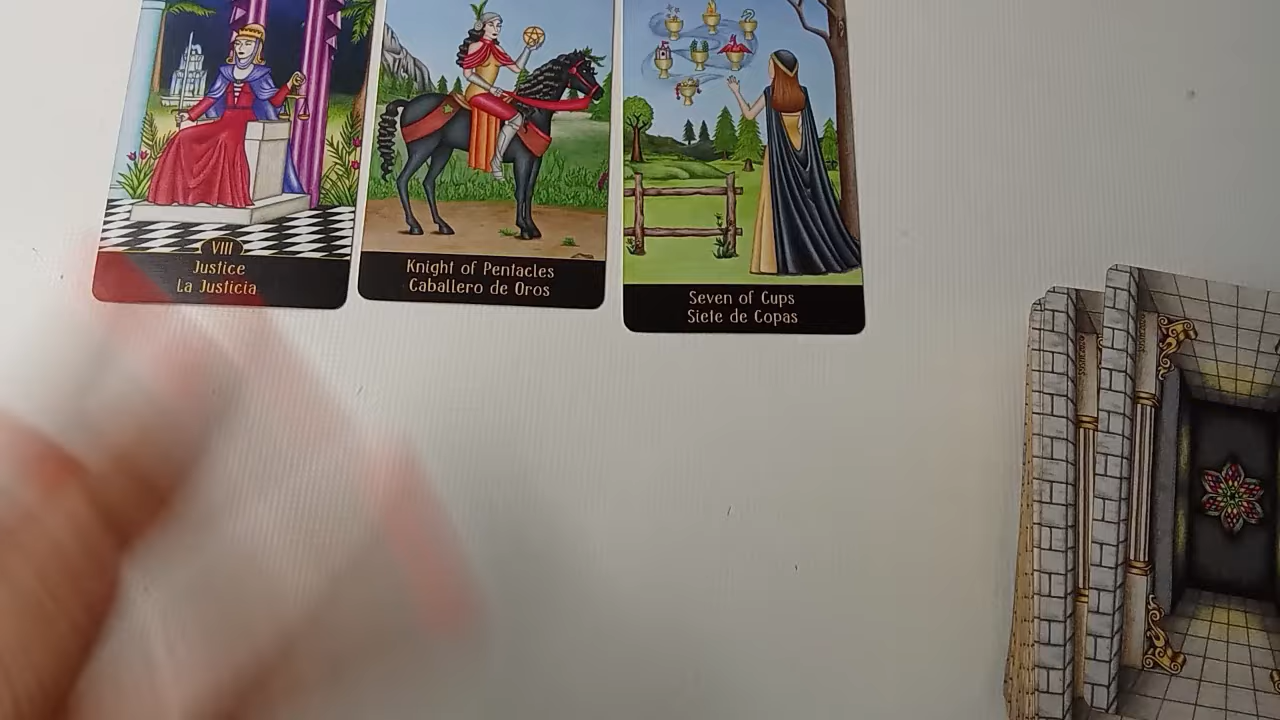 VIII
Justice
La Justicia
Knight of Pentacles
Caballero de Oros
Seven of Cups
Siete de Copas